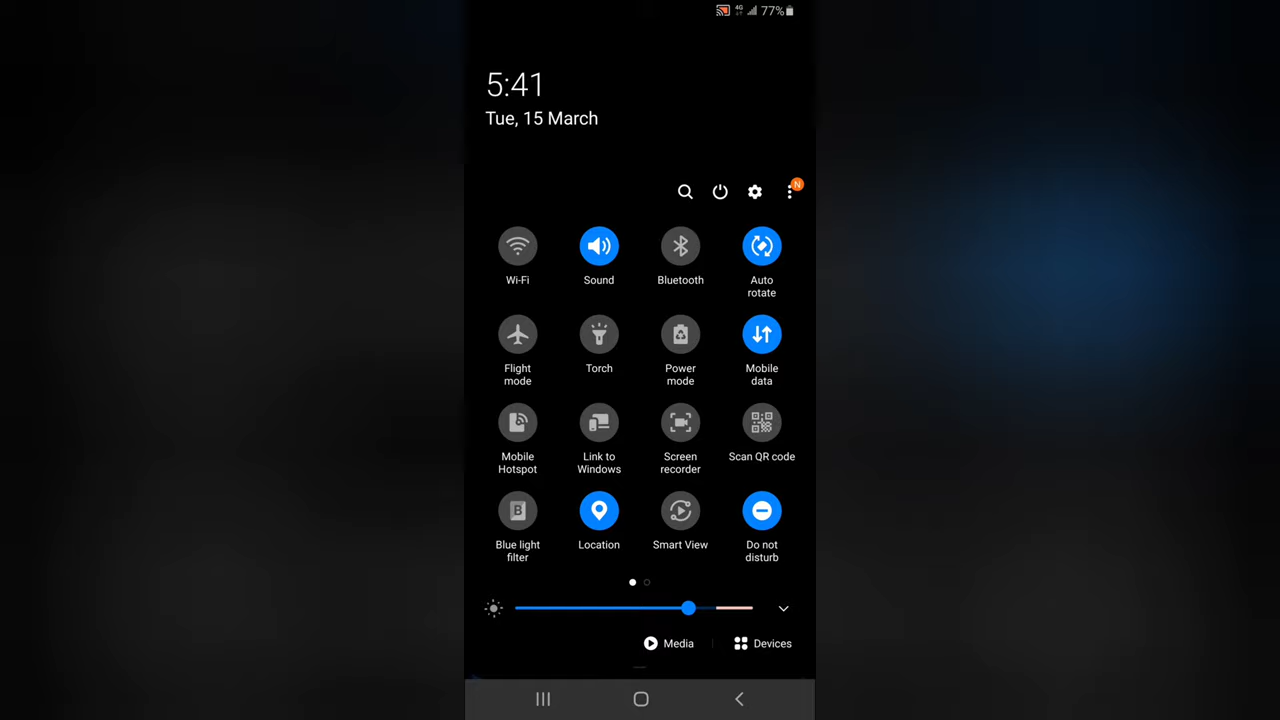 4G 77%
5:41
Tue, 15 March
N
Wi-Fi
Sound
Bluetooth
Auto
rotate
Flight
mode
Torch
Power
mode
Mobile
data
Mobile
Hotspot
Link to
Windows
Screen
recorder
Scan QR code
B
Blue light
filter
Location
Smart View
Do not
disturb
Media
Devices